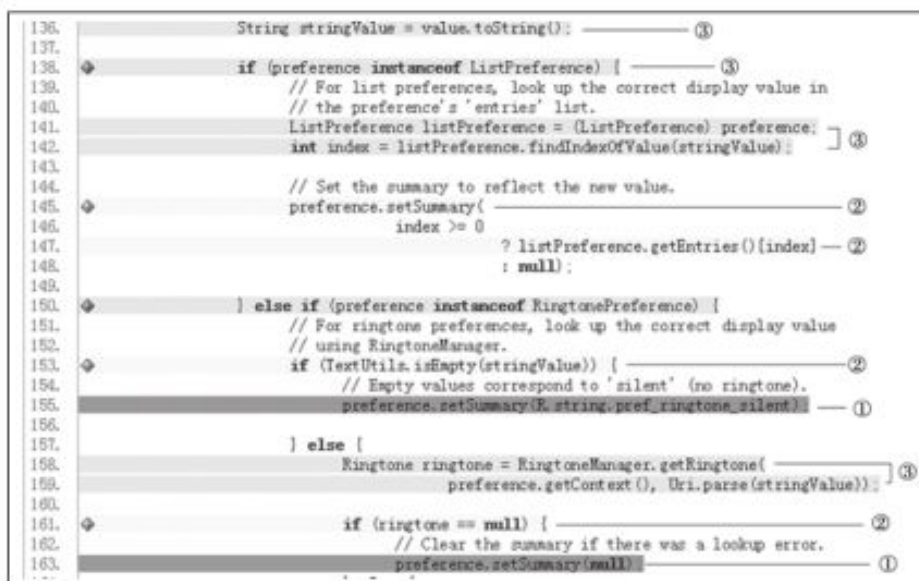 136. String stringValue = value.toString(); ③
137.
138. if (preference instanceof ListPreference) { ③
139. // For list preferences, look up the correct display value in
140. // the preference's 'entries' list.
141. ListPreference listPreference = (ListPreference) preference;
142. int index = listPreference.findIndexOfValue(stringValue); ③
143.
144. // Set the summary to reflect the new value.
145. preference.setSummary( ②
146. index >= 0
147. ? listPreference.getEntries()[index] ②
148. : null);
149.
150. } else if (preference instanceof RingtonePreference) {
151. // For ringtone preferences, look up the correct display value
152. // using RingtoneManager.
153. if (TextUtils.isEmpty(stringValue)) { ②
154. // Empty values correspond to 'silent' (no ringtone).
155. preference.setSummary(R.string.pref_ringtone_silent); ①
156.
157. } else {
158. Ringtone ringtone = RingtoneManager.getRingtone( ③
159. preference.getContext(), Uri.parse(stringValue));
160.
161. if (ringtone == null) { ②
162. // Clear the summary if there was a lookup error.
163. preference.setSummary(null); ①